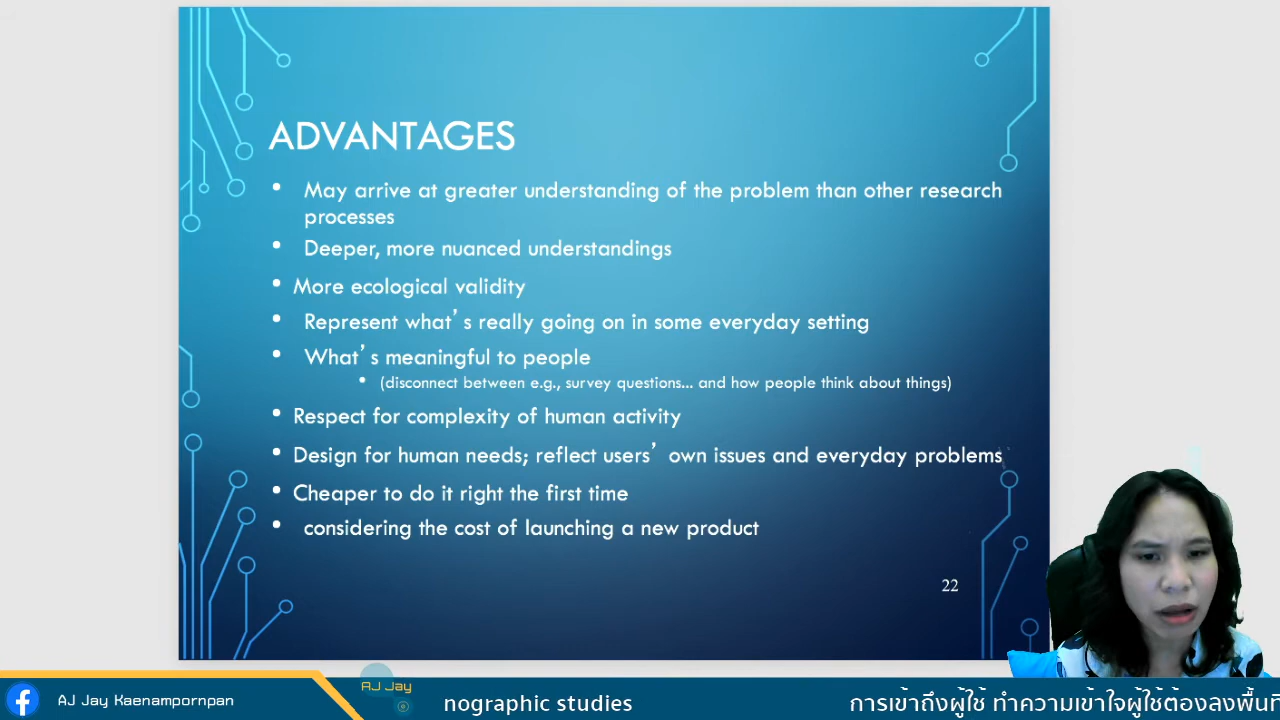 ADVANTAGES
• May arrive at greater understanding of the problem than other research
processes
• Deeper, more nuanced understandings
• More ecological validity
• Represent what's really going on in some everyday setting
• What's meaningful to people
• (disconnect between e.g., survey questions... and how people think about things)
• Respect for complexity of human activity
• Design for human needs; reflect users' own issues and everyday problems
• Cheaper to do it right the first time
• considering the cost of launching a new product
22
AJ Jay Kaenampornpan
AJ Jay
nographic studies
การเข้าถึงผู้ใช้ ทำความเข้าใจผู้ใช้ต้องลงพื้นที่